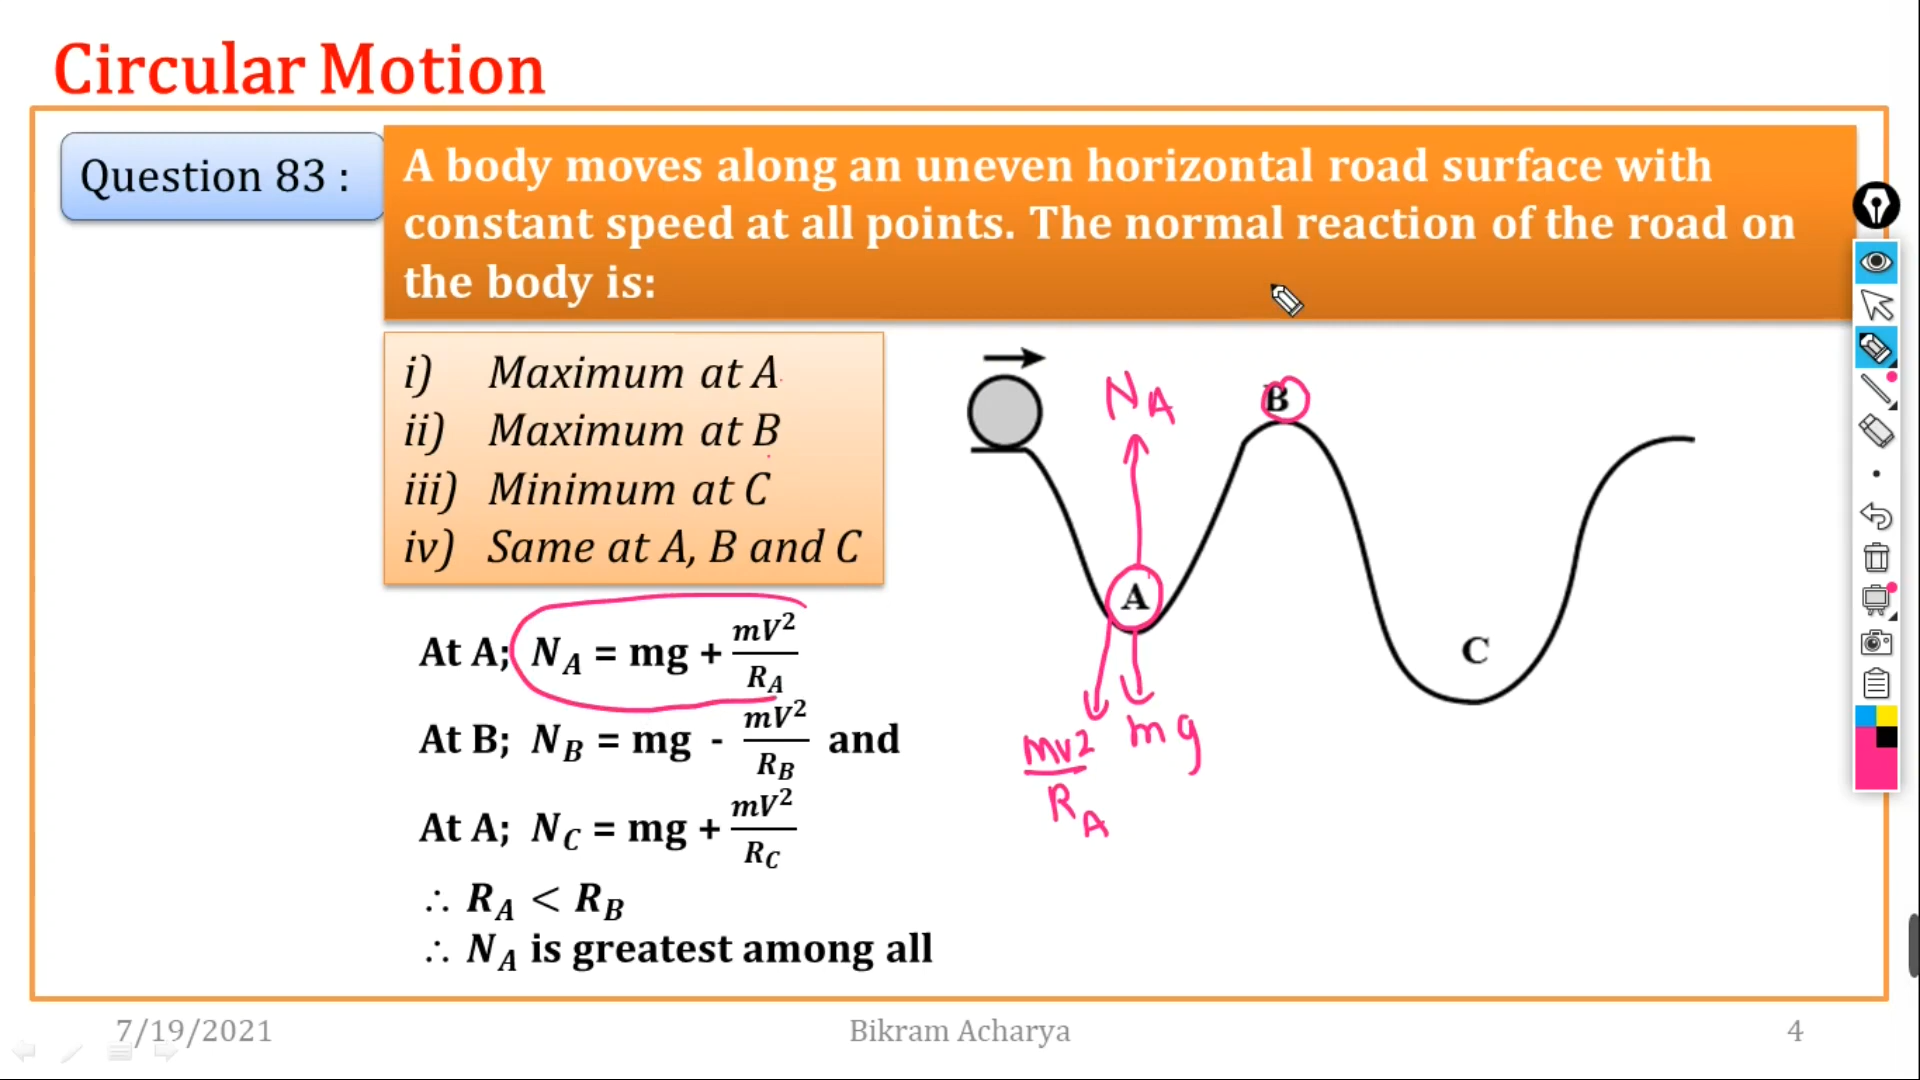 Circular Motion
Question 83 :
A body moves along an uneven horizontal road surface with
constant speed at all points. The normal reaction of the road on
the body is:
i) Maximum at A
ii) Maximum at B
iii) Minimum at C
iv) Same at A, B and C
At A; N_A = mg + mV²/R_A
At B; N_B = mg - mV²/R_B and
At A; N_C = mg + mV²/R_C
∴ R_A < R_B
∴ N_A is greatest among all
N_A
B
A
C
mv²/R_A
mg
7/19/2021
Bikram Acharya
4